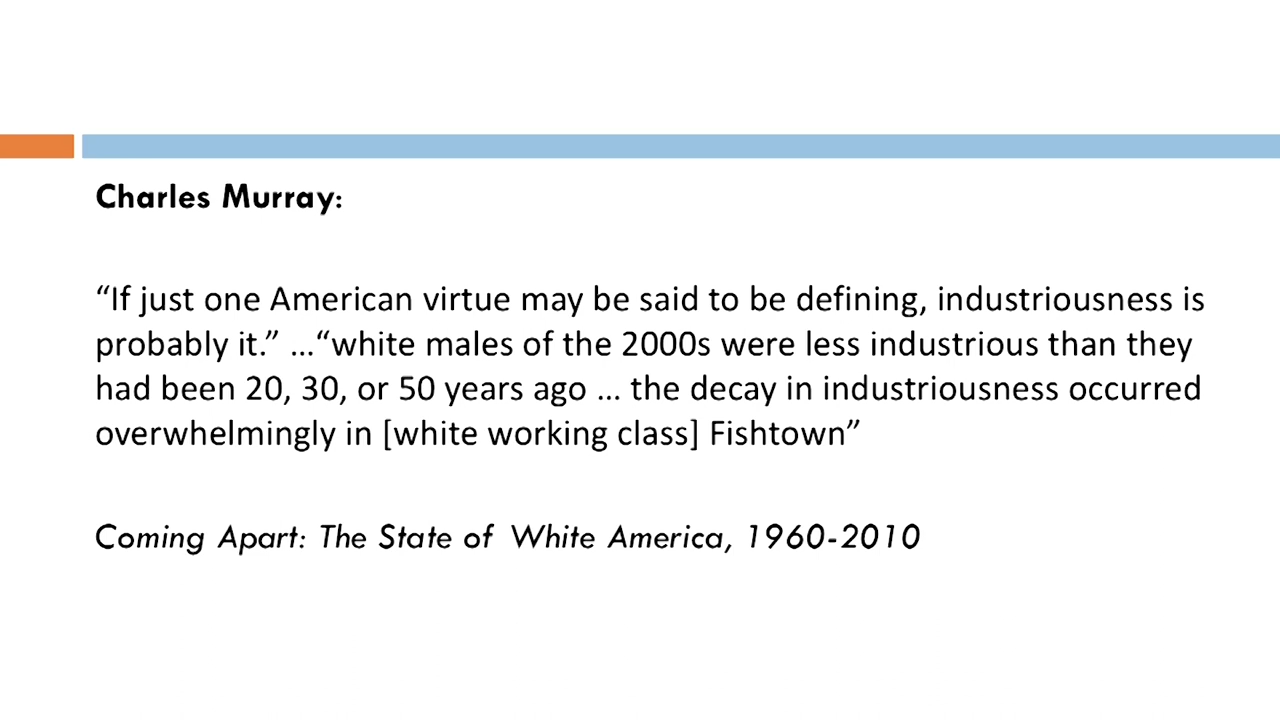 Charles Murray:
“If just one American virtue may be said to be defining, industriousness is
probably it.” …“white males of the 2000s were less industrious than they
had been 20, 30, or 50 years ago … the decay in industriousness occurred
overwhelmingly in [white working class] Fishtown”
Coming Apart: The State of White America, 1960-2010